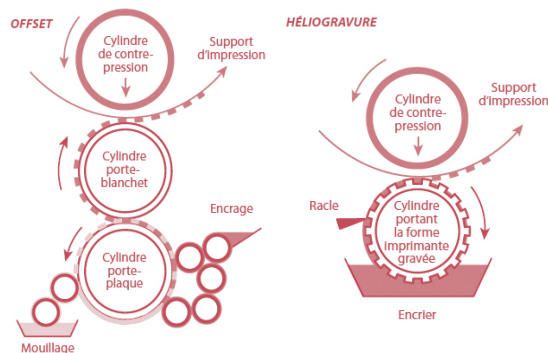 OFFSET
Cylindre
de contre-
pression
Support
d'impression
Cylindre
porte-
blanchet
Encrage
Cylindre
porte-
plaque
Mouillage
HÉLIOGRAVURE
Cylindre
de contre-
pression
Support
d'impression
Racle
Cylindre
portant
la forme
imprimante
gravée
Encrier